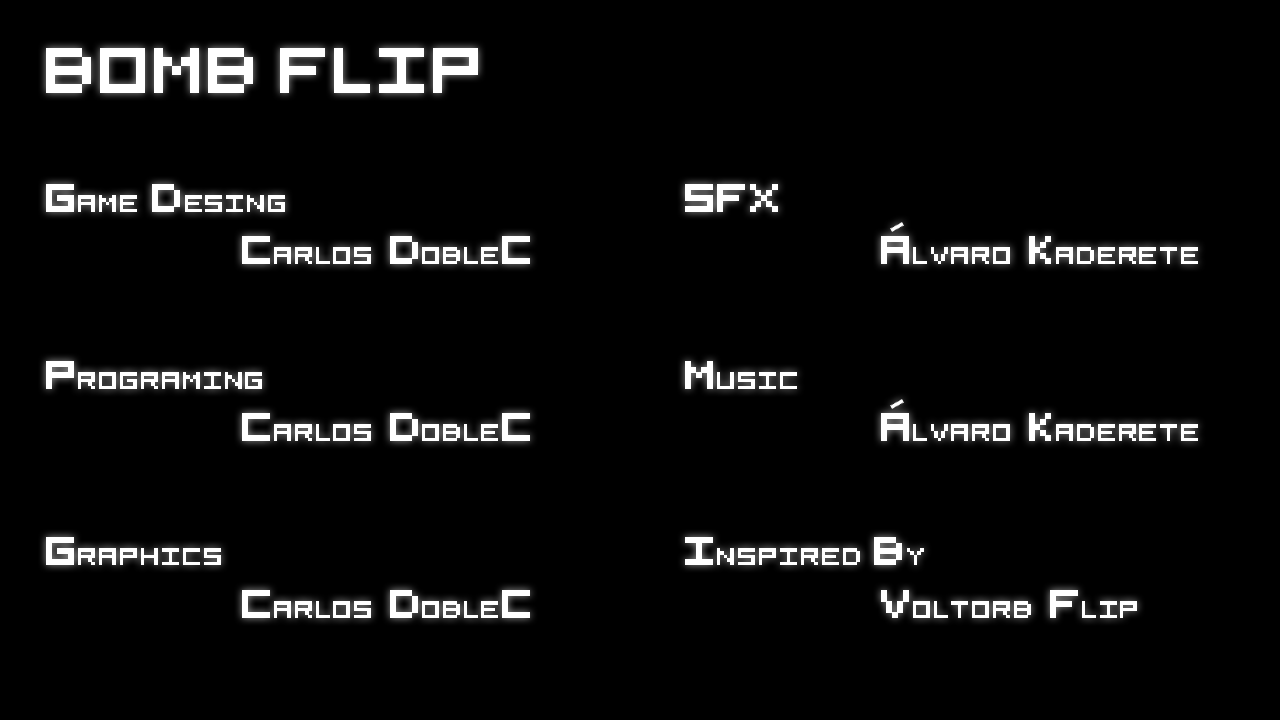 BOMB FLIP
Game Desing
Carlos DobleC
Programing
Carlos DobleC
Graphics
Carlos DobleC
SFX
Álvaro Kaderete
Music
Álvaro Kaderete
Inspired By
Voltorb Flip